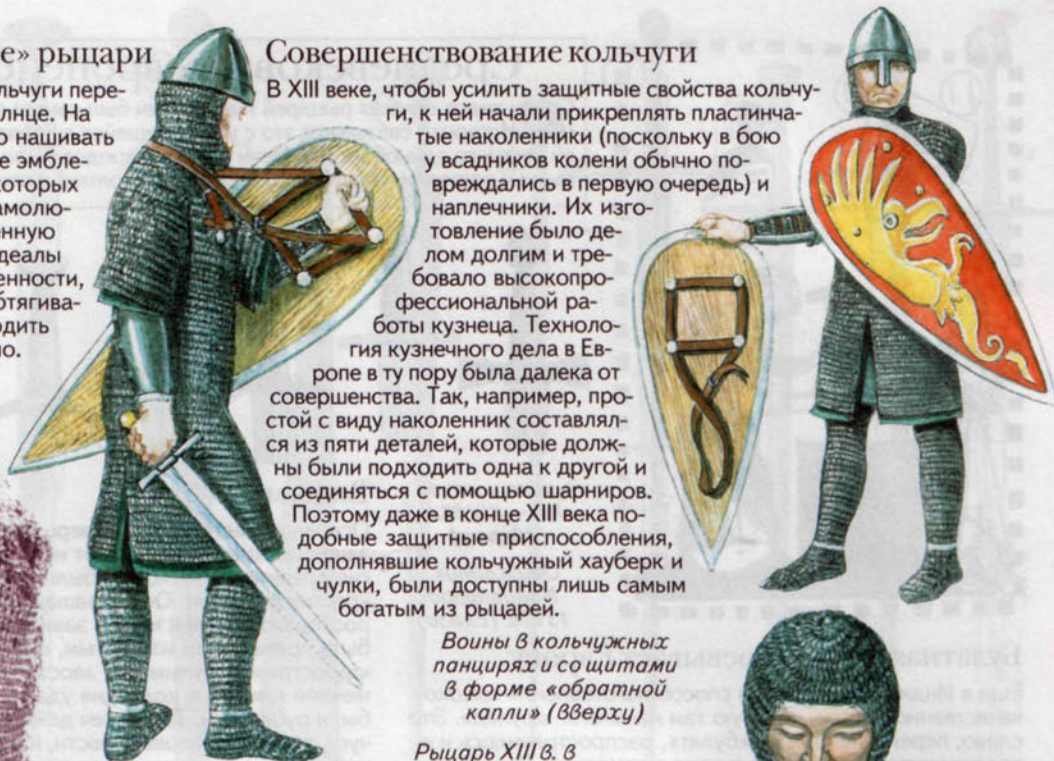 е» рыцари
льчуги пере-
лнце. На
о нашивать
е эмбле-
которых
амолю-
енную
деалы
енности,
бтягива-
одить
но.
Совершенствование кольчуги
В XIII веке, чтобы усилить защитные свойства кольчу-
ги, к ней начали прикреплять пластинча-
тые наколенники (поскольку в бою
у всадников колени обычно по-
вреждались в первую очередь) и
наплечники. Их изго-
товление было де-
лом долгим и тре-
бовало высокопро-
фессиональной ра-
боты кузнеца. Техноло-
гия кузнечного дела в Ев-
ропе в ту пору была далека от
совершенства. Так, например, про-
стой с виду наколенник составлял-
ся из пяти деталей, которые долж-
ны были подходить одна к другой и
соединяться с помощью шарниров.
Поэтому даже в конце XIII века по-
добные защитные приспособления,
дополнявшие кольчужный хауберк и
чулки, были доступны лишь самым
богатым из рыцарей.
Воины в кольчужных
панцирях и со щитами
в форме «обратной
капли» (вверху)
Рыцарь XIII в. в